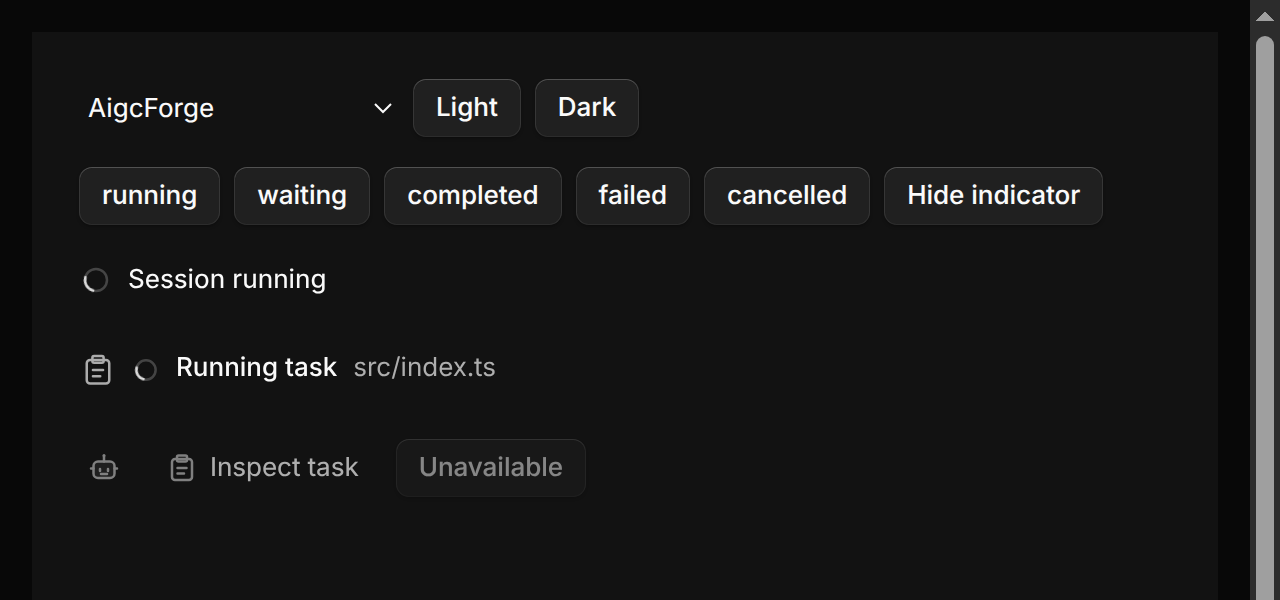 AigcForge Light Dark
running waiting completed failed cancelled Hide indicator
Session running
Running task src/index.ts
Inspect task Unavailable